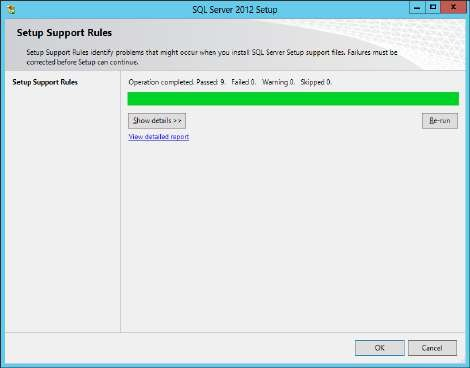 SQL Server 2012 Setup
Setup Support Rules
Setup Support Rules identify problems that might occur when you install SQL Server Setup support files. Failures must be
corrected before Setup can continue.
Setup Support Rules
Operation completed. Passed: 9. Failed 0. Warning 0. Skipped 0.
Show details >>
Re-run
View detailed report
OK
Cancel